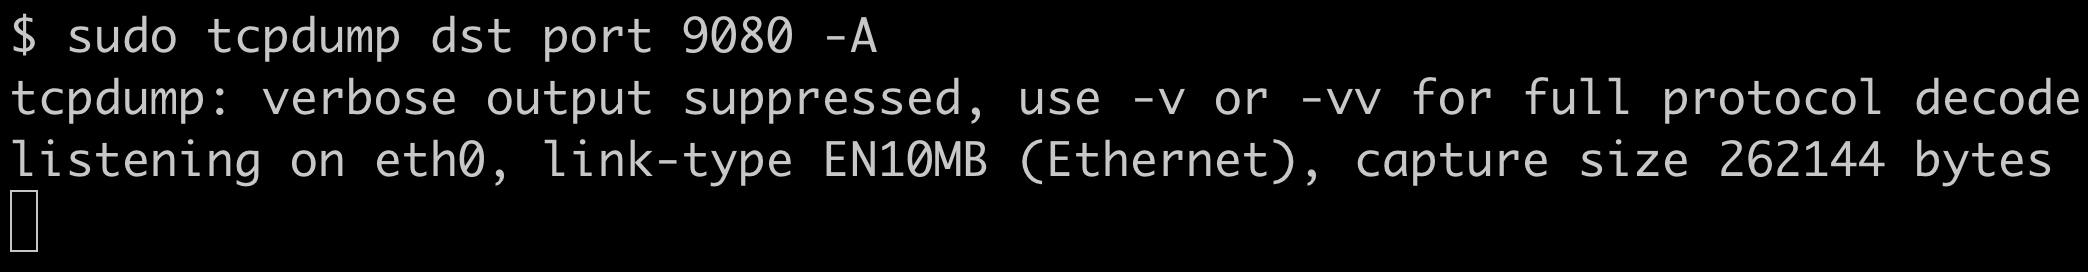 $ sudo tcpdump dst port 9080 -A
tcpdump: verbose output suppressed, use -v or -vv for full protocol decode
listening on eth0, link-type EN10MB (Ethernet), capture size 262144 bytes